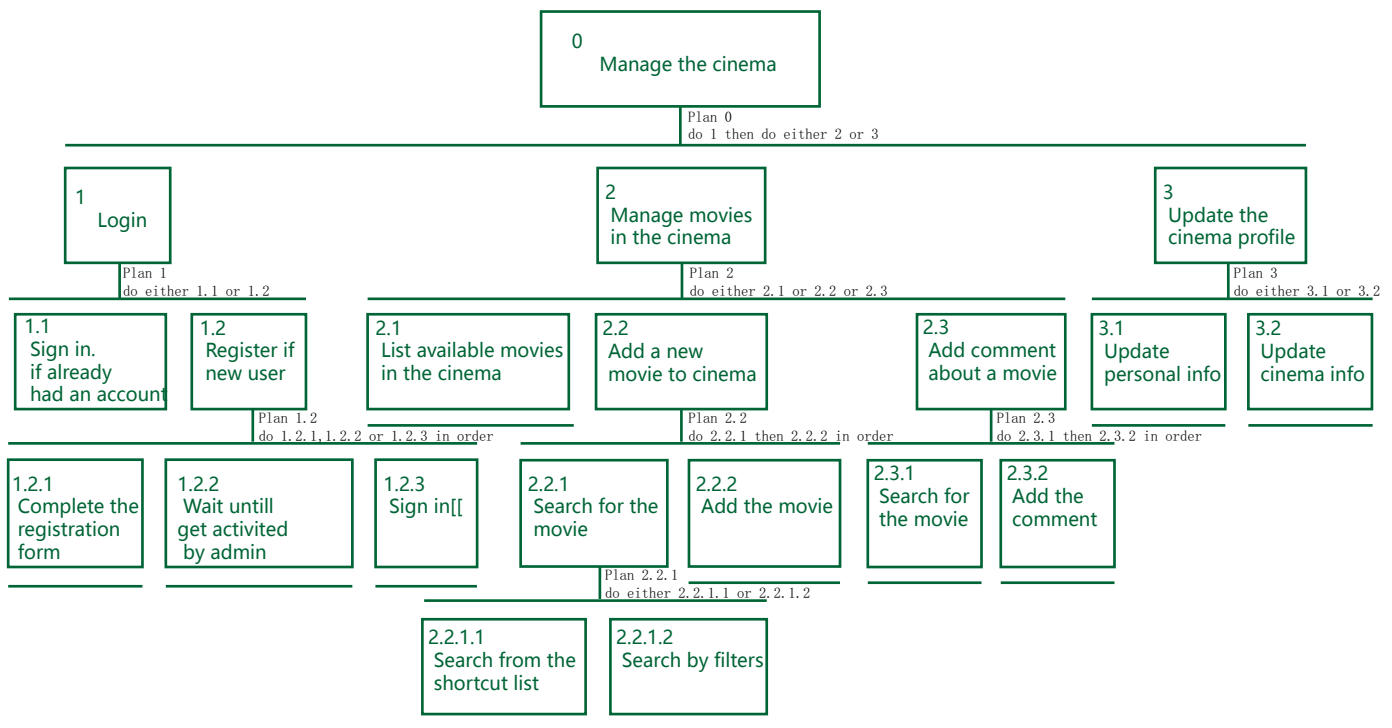 0
Manage the cinema
Plan 0
do 1 then do either 2 or 3
1
Login
2
Manage movies
in the cinema
3
Update the
cinema profile
Plan 1
do either 1.1 or 1.2
Plan 2
do either 2.1 or 2.2 or 2.3
Plan 3
do either 3.1 or 3.2
1.1
Sign in.
if already
had an account
1.2
Register if
new user
2.1
List available movies
in the cinema
2.2
Add a new
movie to cinema
2.3
Add comment
about a movie
3.1
Update
personal info
3.2
Update
cinema info
Plan 1.2
do 1.2.1,1.2.2 or 1.2.3 in order
Plan 2.2
do 2.2.1 then 2.2.2 in order
Plan 2.3
do 2.3.1 then 2.3.2 in order
1.2.1
Complete the
registration
form
1.2.2
Wait untill
get activited
by admin
1.2.3
Sign in[[
2.2.1
Search for the
movie
2.2.2
Add the movie
2.3.1
Search for
the movie
2.3.2
Add the
comment
Plan 2.2.1
do either 2.2.1.1 or 2.2.1.2
2.2.1.1
Search from the
shortcut list
2.2.1.2
Search by filters